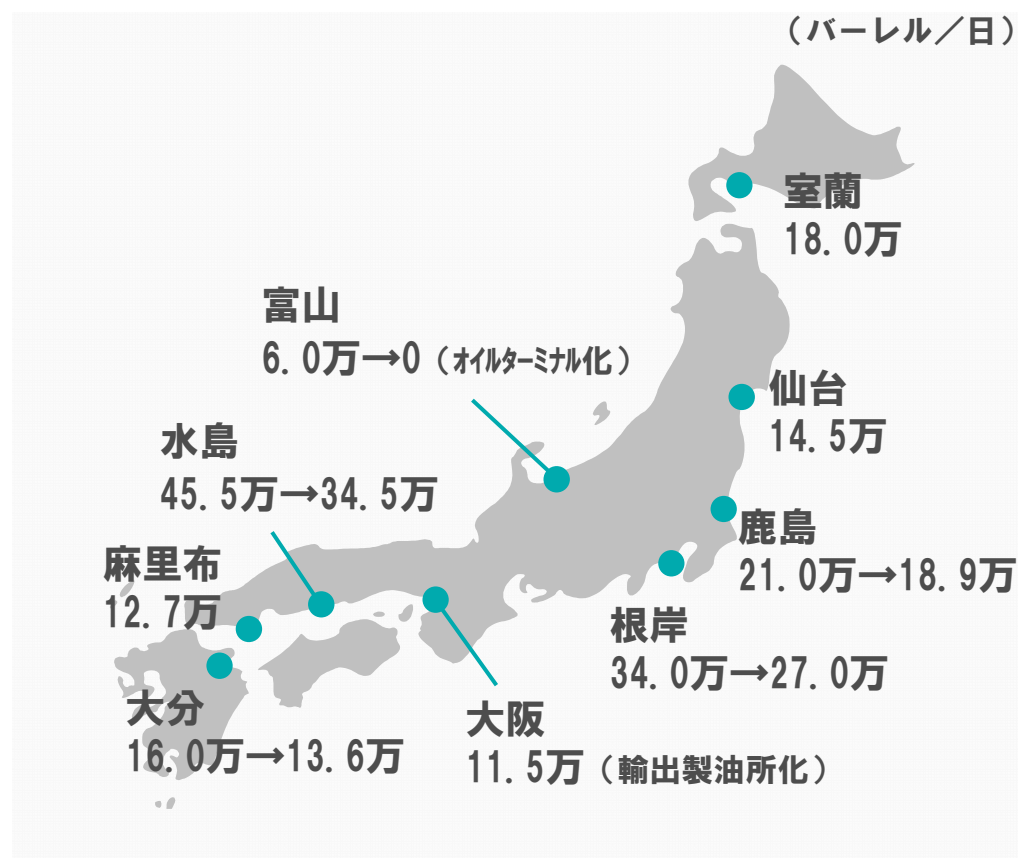 （バーレル／日）
室蘭
18.0万
富山
6.0万→0（ｵｲﾙﾀｰﾐﾅﾙ化）
仙台
14.5万
水島
45.5万→34.5万
鹿島
21.0万→18.9万
麻里布
12.7万
根岸
34.0万→27.0万
大分
16.0万→13.6万
大阪
11.5万（輸出製油所化）